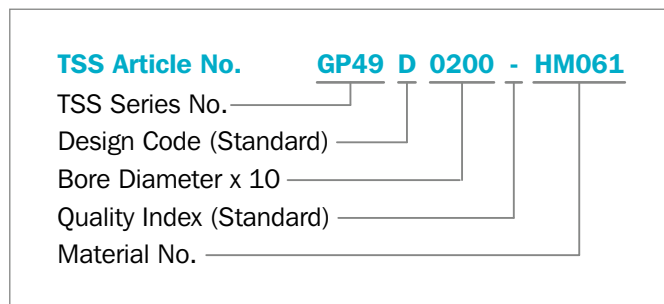 TSS Article No. GP49 D 0200 - HM061
TSS Series No.
Design Code (Standard)
Bore Diameter x 10
Quality Index (Standard)
Material No.